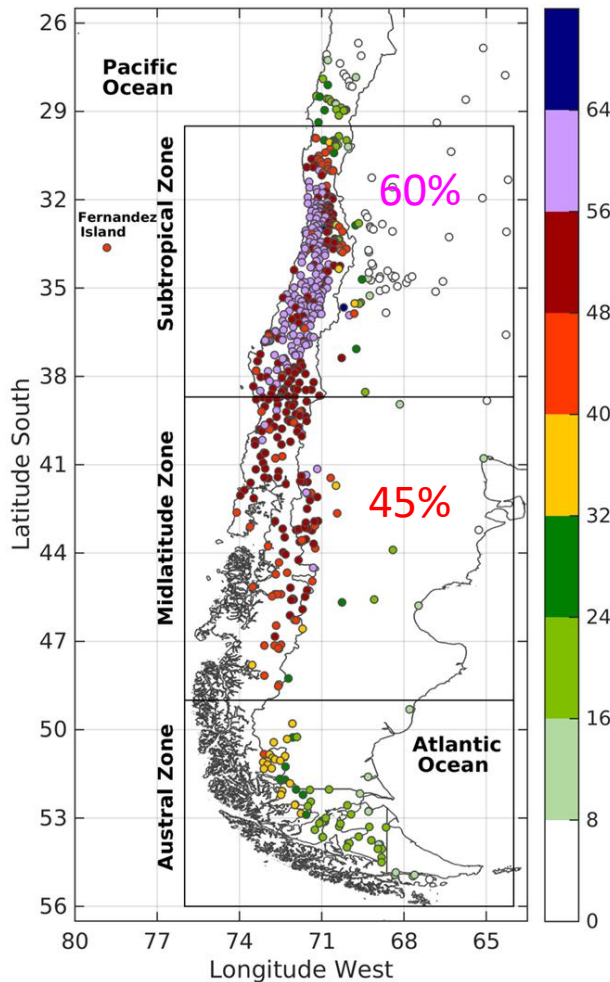 26
29
32
35
38
41
44
47
50
53
56
80
77
74
71
68
65
Latitude South
Longitude West
Pacific
Ocean
Fernandez
Island
Subtropical Zone
60%
Midlatitude Zone
45%
Austral Zone
Atlantic
Ocean
64
56
48
40
32
24
16
8
0